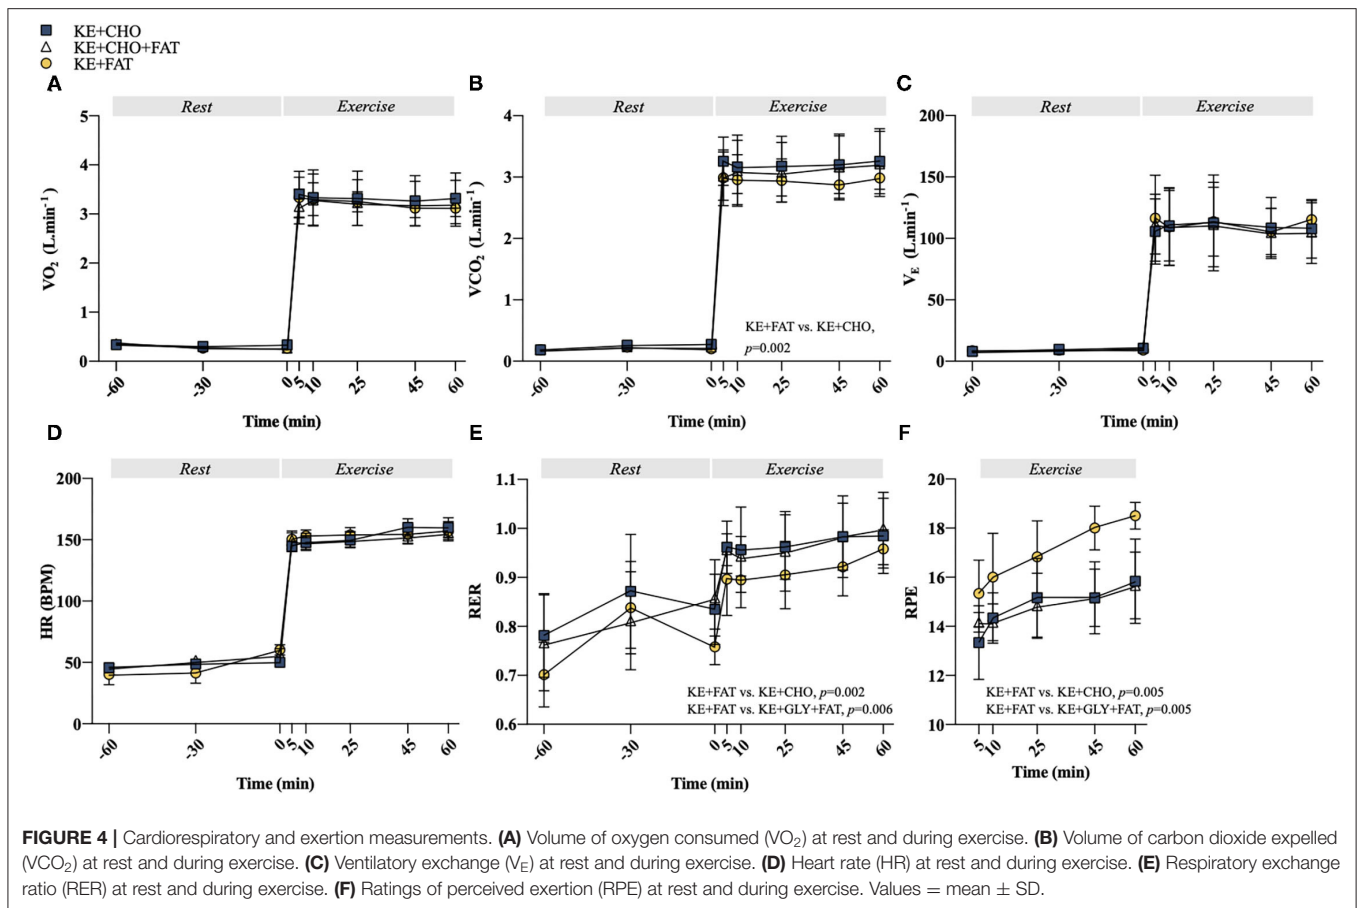 KE+CHO
KE+CHO+FAT
KE+FAT
A
Rest Exercise
5
4
3
2
1
0
VO2 (L.min-1)
-60 -30 0 5 10 25 45 60
Time (min)
B
Rest Exercise
4
3
2
1
0
VCO2 (L.min-1)
KE+FAT vs. KE+CHO,
p=0.002
-60 -30 0 5 10 25 45 60
Time (min)
C
Rest Exercise
200
150
100
50
0
VE (L.min-1)
-60 -30 0 5 10 25 45 60
Time (min)
D
Rest Exercise
200
150
100
50
0
HR (BPM)
-60 -30 0 5 10 25 45 60
Time (min)
E
Rest Exercise
1.1
1.0
0.9
0.8
0.7
0.6
RER
KE+FAT vs. KE+CHO, p=0.002
KE+FAT vs. KE+GLY+FAT, p=0.006
-60 -30 0 5 10 25 45 60
Time (min)
F
Exercise
20
18
16
14
12
10
RPE
KE+FAT vs. KE+CHO, p=0.005
KE+FAT vs. KE+GLY+FAT, p=0.005
5 10 25 45 60
Time (min)
FIGURE 4 | Cardiorespiratory and exertion measurements. (A) Volume of oxygen consumed (VO2) at rest and during exercise. (B) Volume of carbon dioxide expelled
(VCO2) at rest and during exercise. (C) Ventilatory exchange (VE) at rest and during exercise. (D) Heart rate (HR) at rest and during exercise. (E) Respiratory exchange
ratio (RER) at rest and during exercise. (F) Ratings of perceived exertion (RPE) at rest and during exercise. Values = mean ± SD.